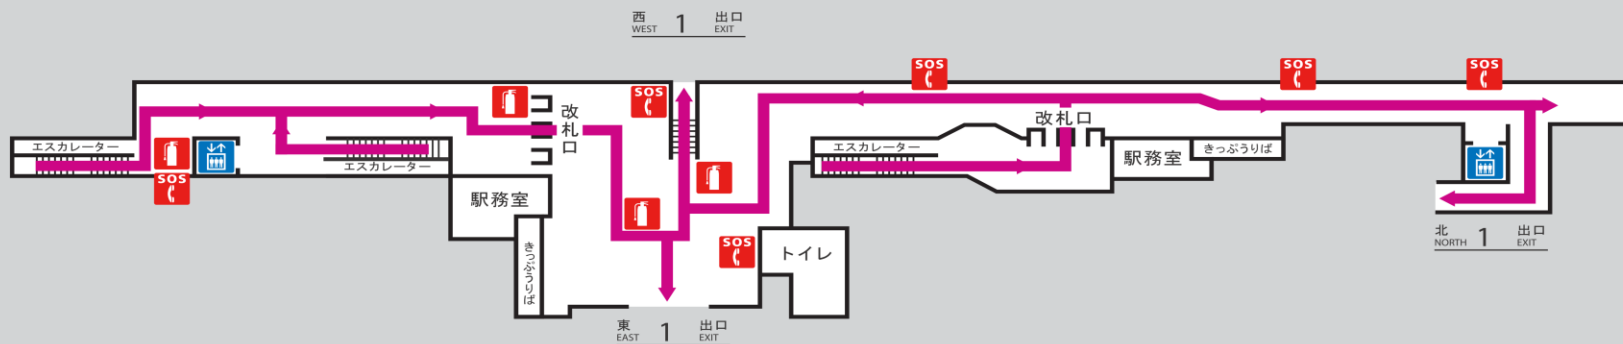 西 1 出口
WEST EXIT
SOS
SOS
SOS
SOS
改札口
改札口
エスカレーター
エスカレーター
エスカレーター
駅務室
きっぷうりば
SOS
駅務室
きっぷうりば
SOS
トイレ
北 1 出口
NORTH EXIT
東 1 出口
EAST EXIT